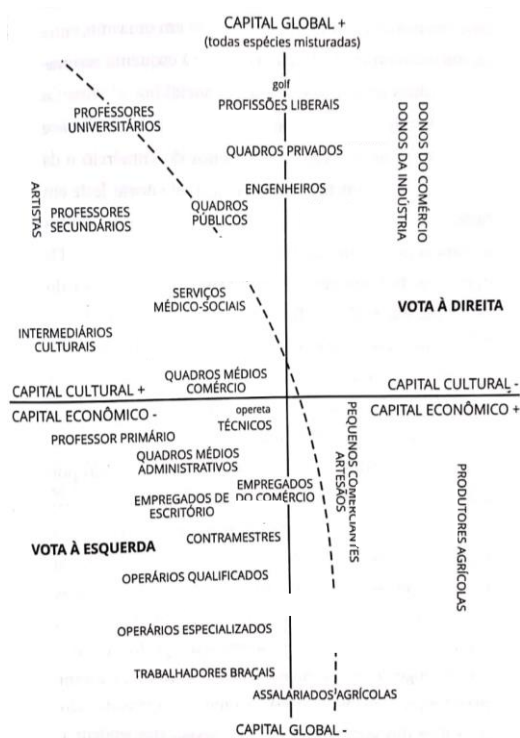 CAPITAL GLOBAL +
(todas espécies misturadas)
golf
PROFISSÕES LIBERAIS
PROFESSORES
UNIVERSITÁRIOS
DONOS DO COMÉRCIO
DONOS DA INDÚSTRIA
QUADROS PRIVADOS
ENGENHEIROS
ARTISTAS
PROFESSORES
SECUNDÁRIOS
QUADROS
PÚBLICOS
SERVIÇOS
MÉDICO-SOCIAIS
VOTA À DIREITA
INTERMEDIÁRIOS
CULTURAIS
QUADROS MÉDIOS
COMÉRCIO
CAPITAL CULTURAL +
CAPITAL CULTURAL -
CAPITAL ECONÔMICO -
CAPITAL ECONÔMICO +
opereta
TÉCNICOS
PROFESSOR PRIMÁRIO
PEQUENOS COMERCIANTES
ARTESÃOS
QUADROS MÉDIOS
ADMINISTRATIVOS
PRODUTORES AGRÍCOLAS
EMPREGADOS
DO COMÉRCIO
EMPREGADOS DE
ESCRITÓRIO
CONTRAMESTRES
VOTA À ESQUERDA
OPERÁRIOS QUALIFICADOS
OPERÁRIOS ESPECIALIZADOS
TRABALHADORES BRAÇAIS
ASSALARIADOS AGRÍCOLAS
CAPITAL GLOBAL -